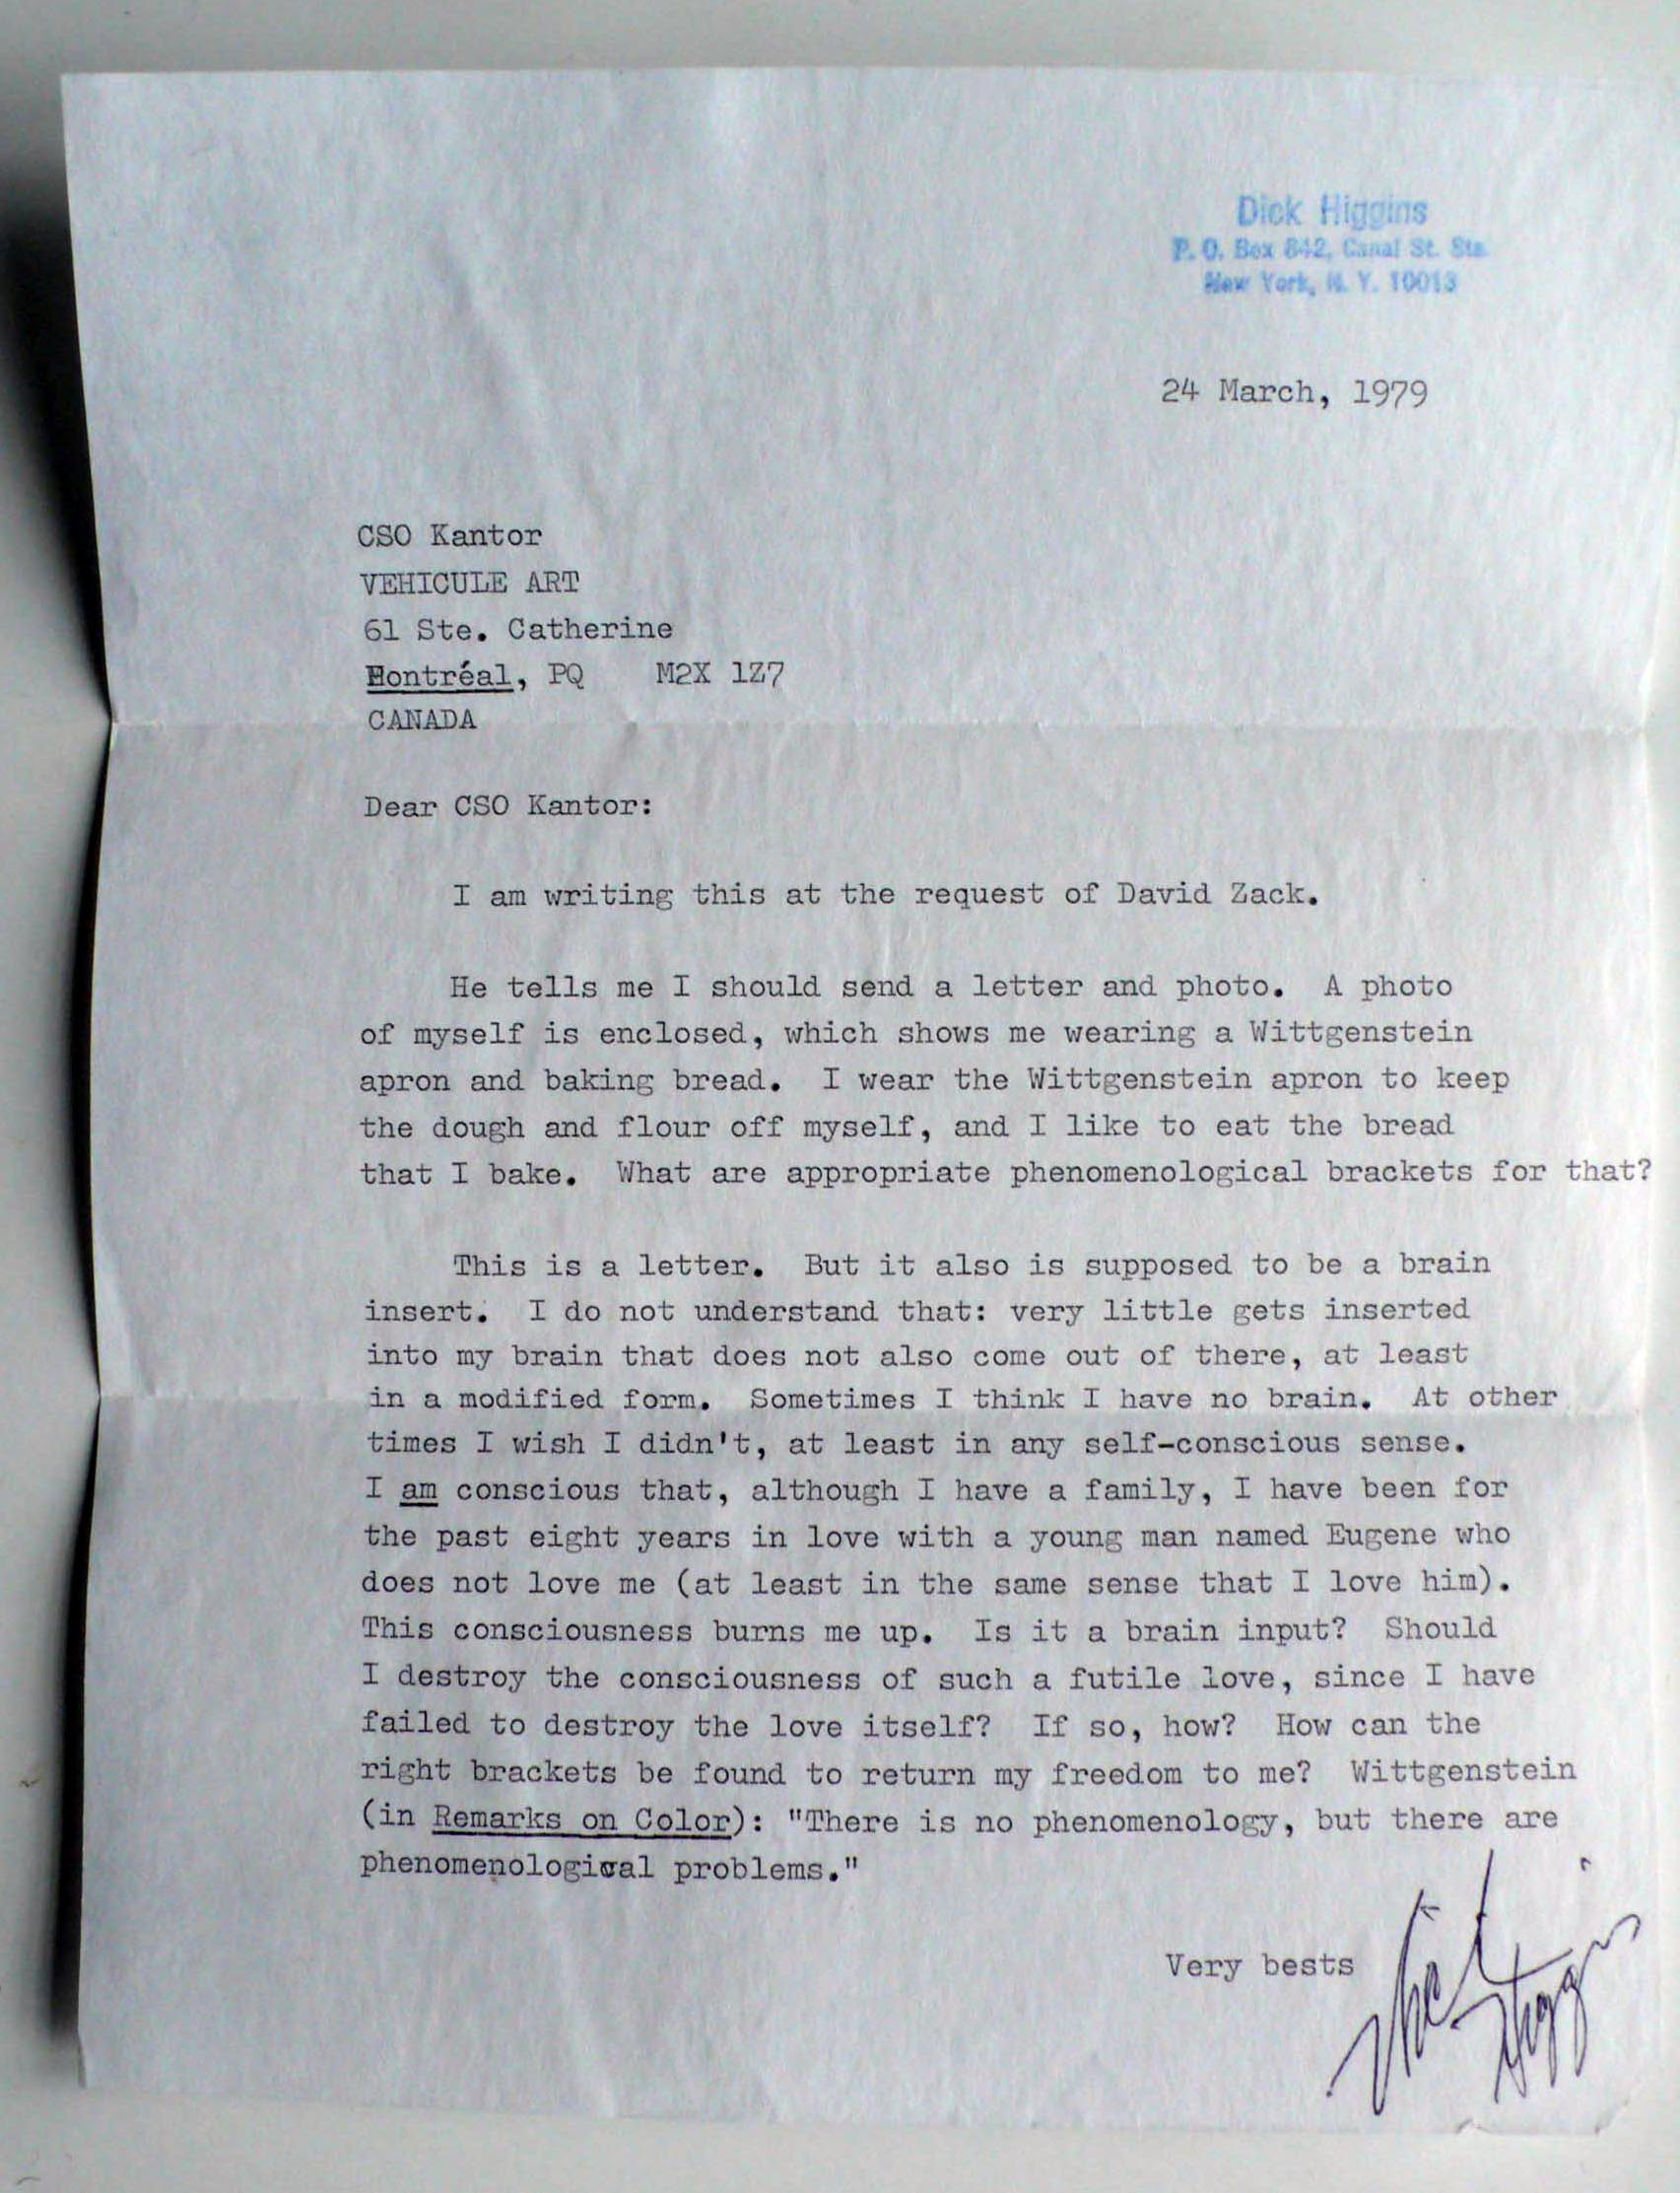 Dick Higgins
P. O. Box 842, Canal St. Sta
New York, N. Y. 10013
24 March, 1979
CSO Kantor
VEHICULE ART
61 Ste. Catherine
Montréal, PQ M2X 1Z7
CANADA
Dear CSO Kantor:
I am writing this at the request of David Zack.
He tells me I should send a letter and photo. A photo
of myself is enclosed, which shows me wearing a Wittgenstein
apron and baking bread. I wear the Wittgenstein apron to keep
the dough and flour off myself, and I like to eat the bread
that I bake. What are appropriate phenomenological brackets for that?
This is a letter. But it also is supposed to be a brain
insert. I do not understand that: very little gets inserted
into my brain that does not also come out of there, at least
in a modified form. Sometimes I think I have no brain. At other
times I wish I didn't, at least in any self-conscious sense.
I am conscious that, although I have a family, I have been for
the past eight years in love with a young man named Eugene who
does not love me (at least in the same sense that I love him).
This consciousness burns me up. Is it a brain input? Should
I destroy the consciousness of such a futile love, since I have
failed to destroy the love itself? If so, how? How can the
right brackets be found to return my freedom to me? Wittgenstein
(in Remarks on Color): "There is no phenomenology, but there are
phenomenological problems."
Very bests
Dick Higgins